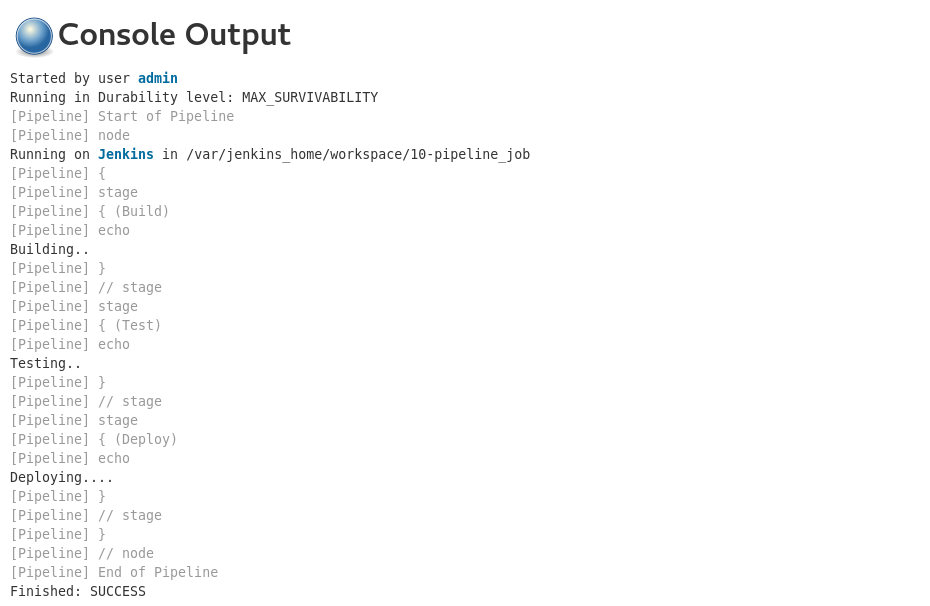 Console Output
Started by user admin
Running in Durability level: MAX_SURVIVABILITY
[Pipeline] Start of Pipeline
[Pipeline] node
Running on Jenkins in /var/jenkins_home/workspace/10-pipeline_job
[Pipeline] {
[Pipeline] stage
[Pipeline] { (Build)
[Pipeline] echo
Building..
[Pipeline] }
[Pipeline] // stage
[Pipeline] stage
[Pipeline] { (Test)
[Pipeline] echo
Testing..
[Pipeline] }
[Pipeline] // stage
[Pipeline] stage
[Pipeline] { (Deploy)
[Pipeline] echo
Deploying....
[Pipeline] }
[Pipeline] // stage
[Pipeline] }
[Pipeline] // node
[Pipeline] End of Pipeline
Finished: SUCCESS